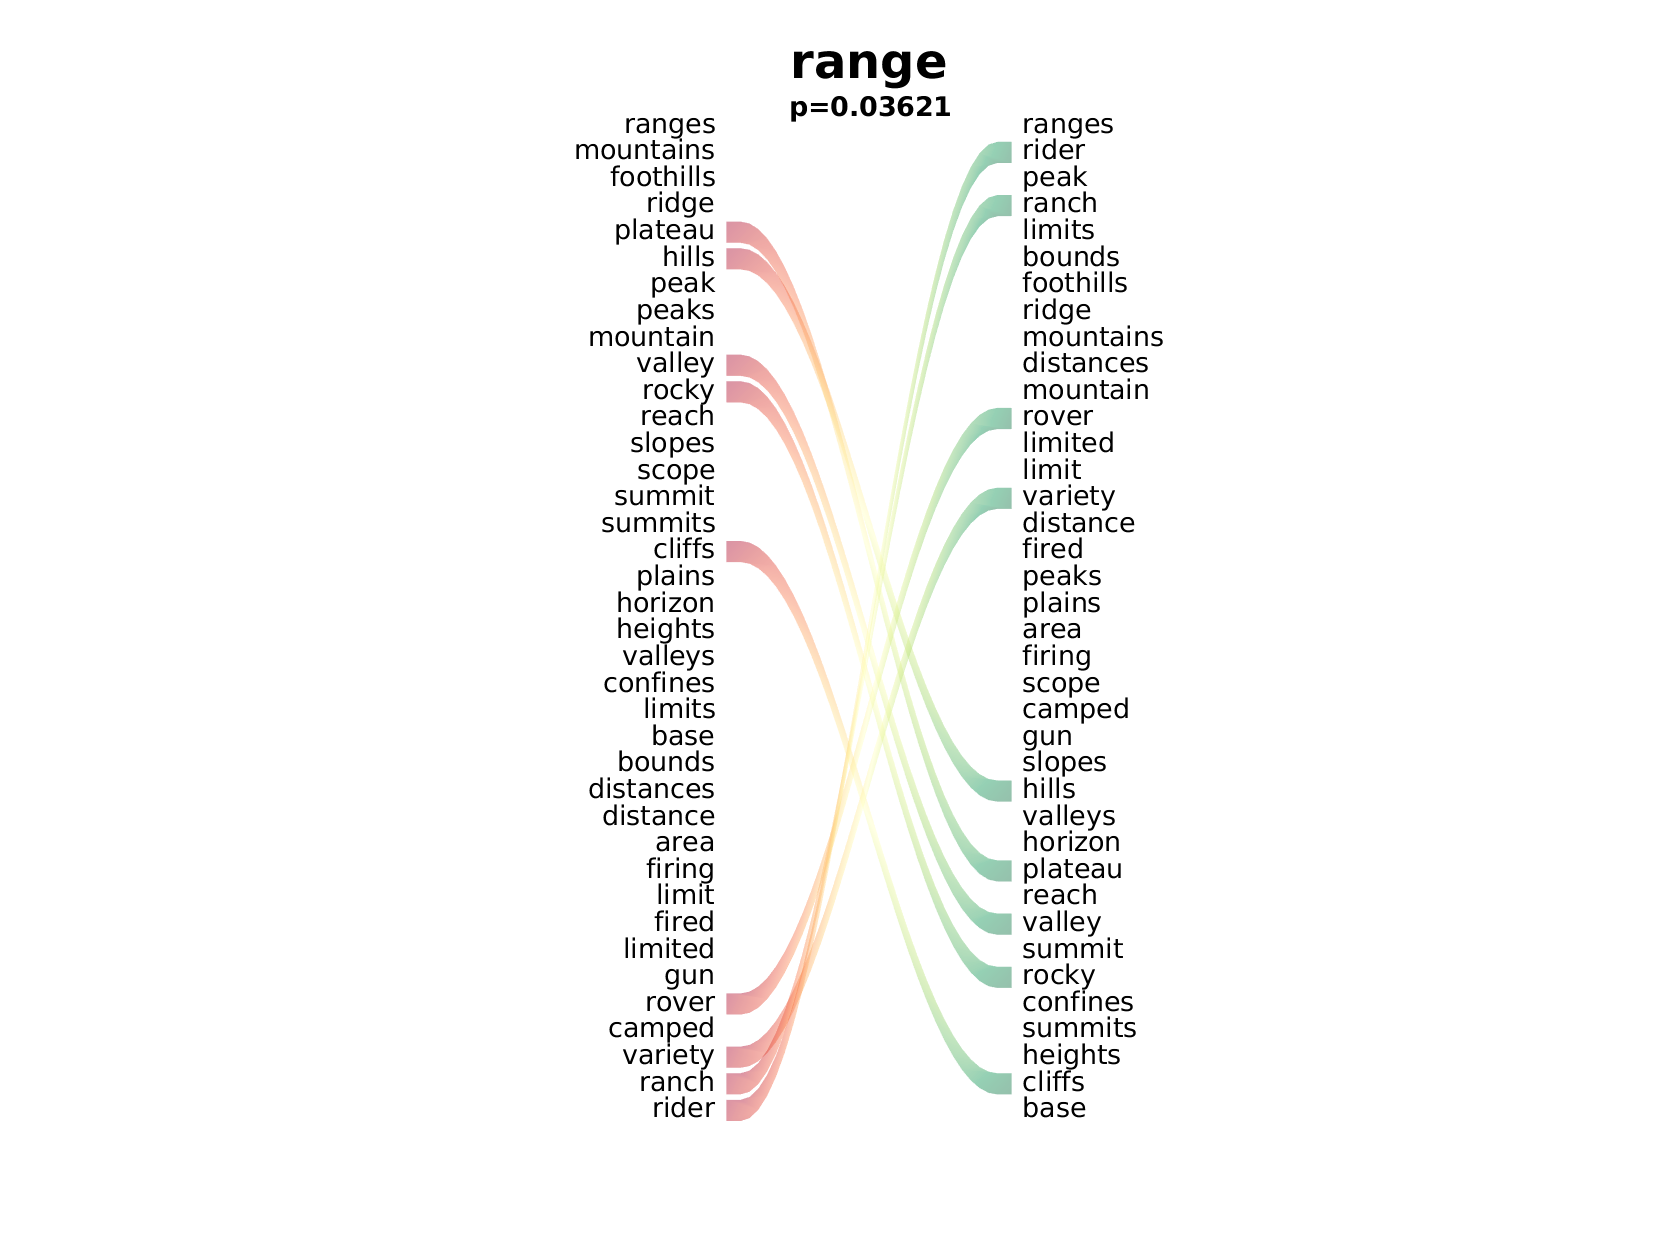 range
p=0.03621
ranges ranges
mountains rider
foothills peak
ridge ranch
plateau limits
hills bounds
peak foothills
peaks ridge
mountain mountains
valley distances
rocky mountain
reach rover
slopes limited
scope limit
summit variety
summits distance
cliffs fired
plains peaks
horizon plains
heights area
valleys firing
confines scope
limits camped
base gun
bounds slopes
distances hills
distance valleys
area horizon
firing plateau
limit reach
fired valley
limited summit
gun rocky
rover confines
camped summits
variety heights
ranch cliffs
rider base